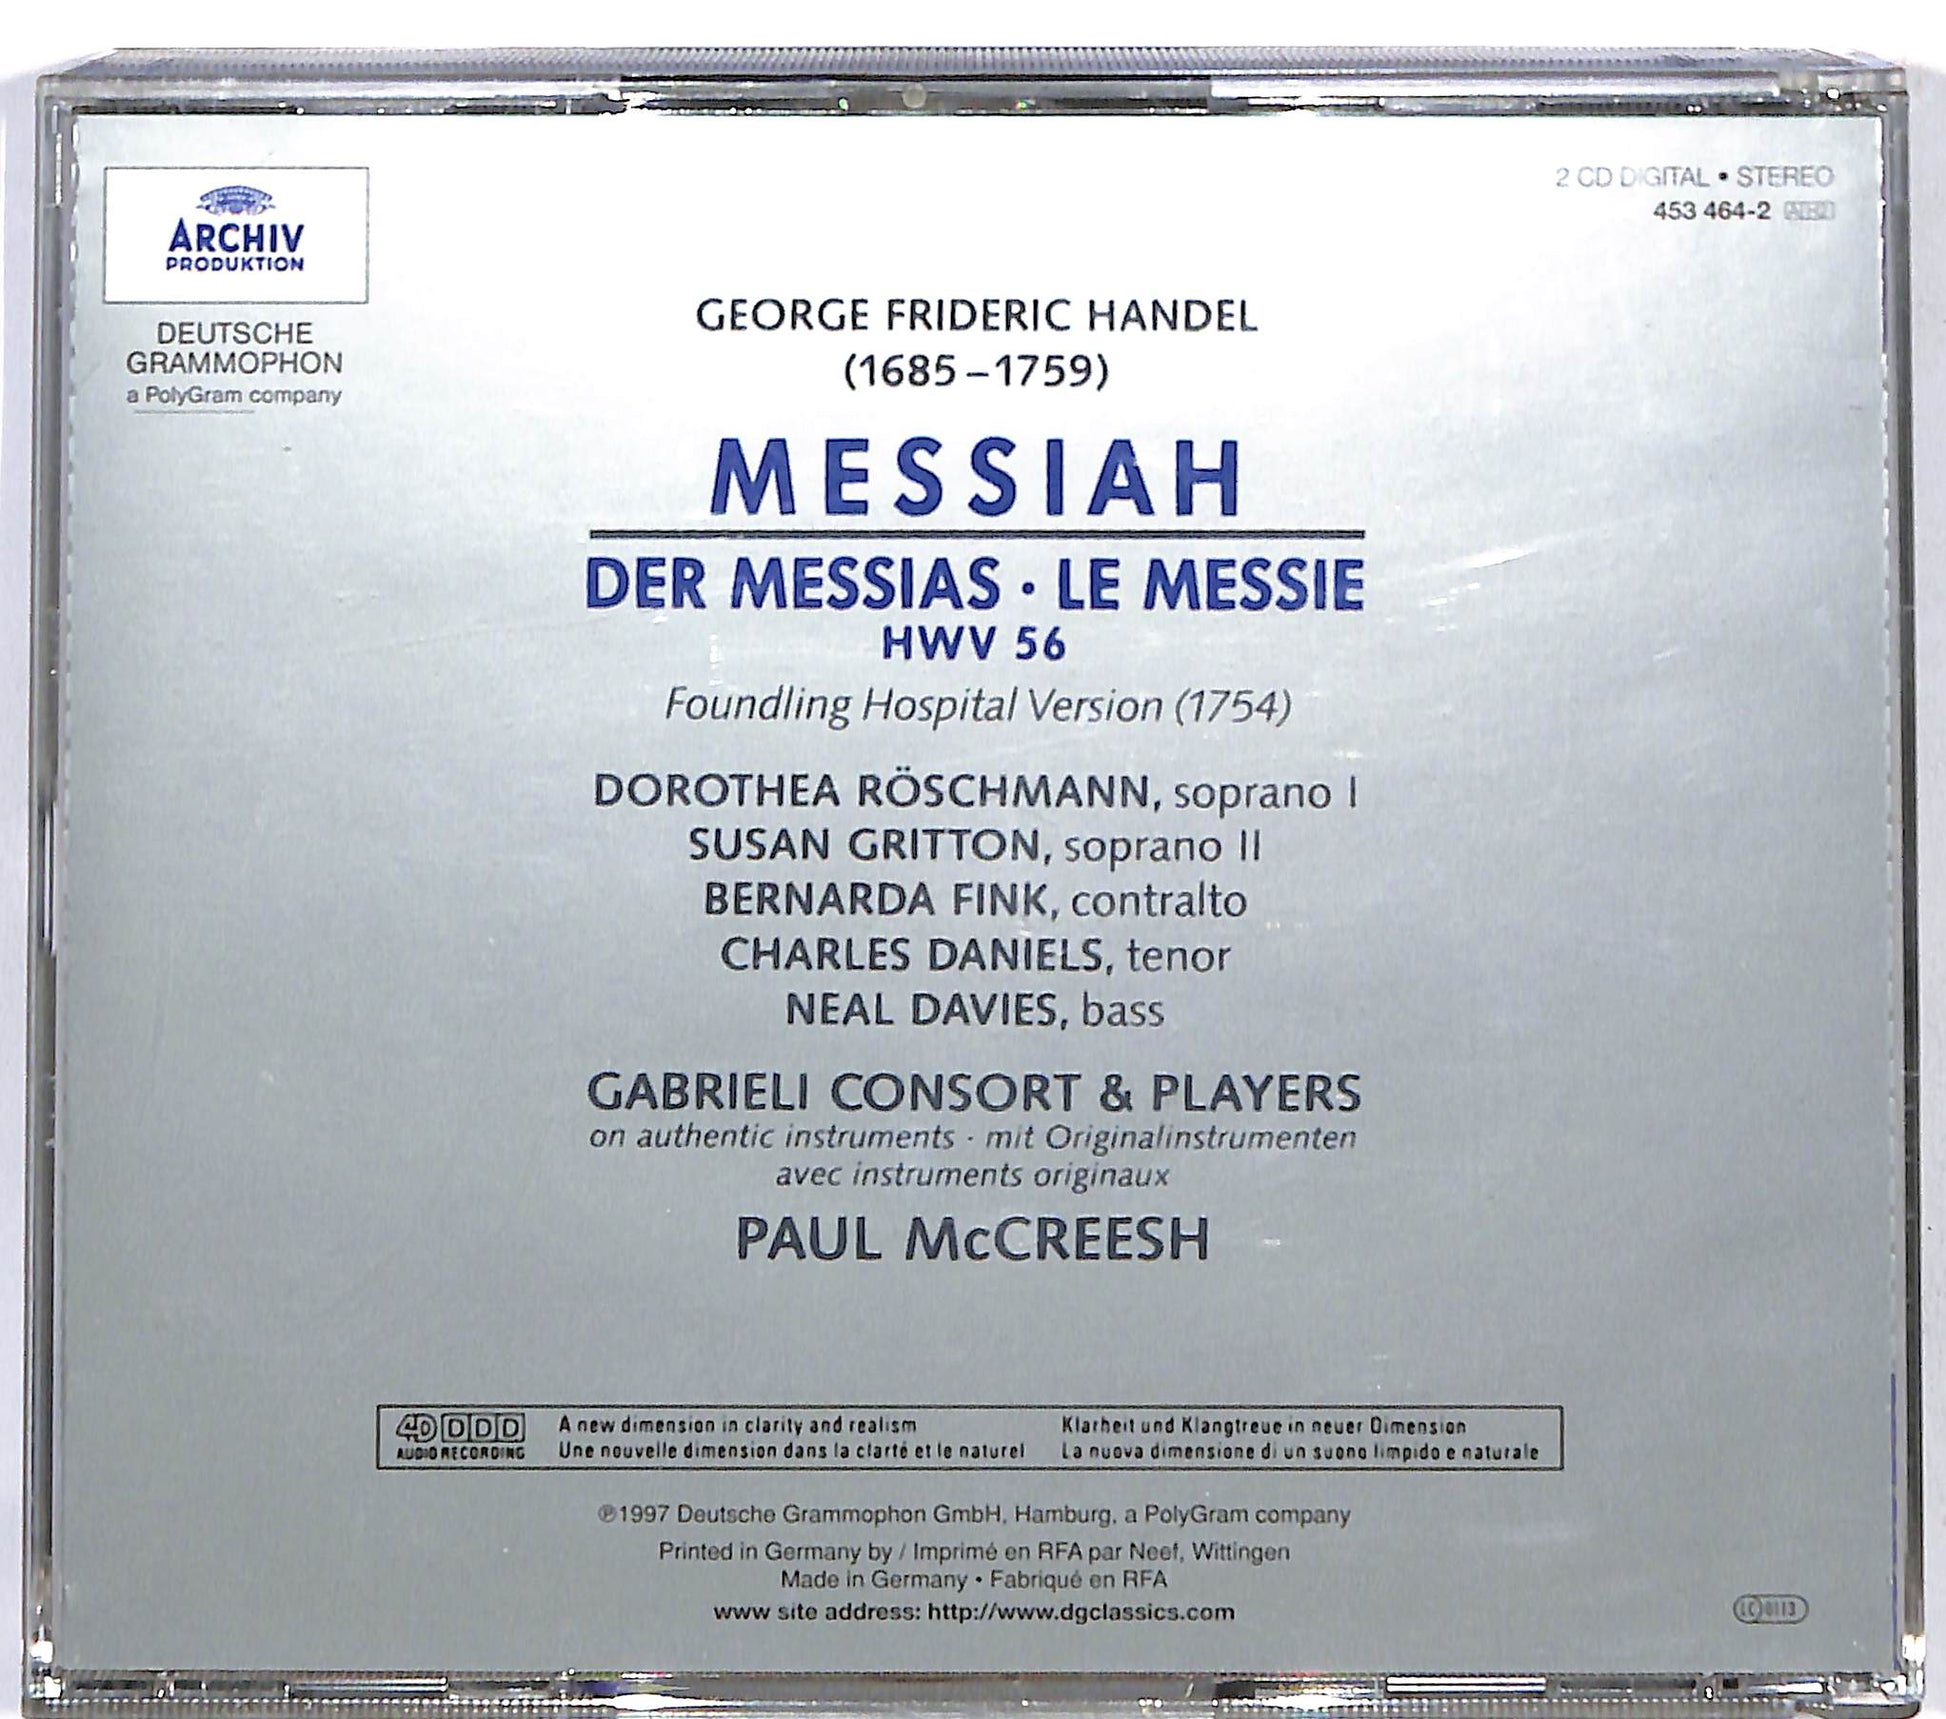 ARCHIV
PRODUKTION
DEUTSCHE
GRAMMOPHON
a PolyGram company
2 CD DIGITAL • STEREO
453 464-2
GEORGE FRIDERIC HANDEL
(1685–1759)
MESSIAH
DER MESSIAS · LE MESSIE
HWV 56
Foundling Hospital Version (1754)
DOROTHEA RÖSCHMANN, soprano I
SUSAN GRITTON, soprano II
BERNARDA FINK, contralto
CHARLES DANIELS, tenor
NEAL DAVIES, bass
GABRIELI CONSORT & PLAYERS
on authentic instruments · mit Originalinstrumenten
avec instruments originaux
PAUL McCREESH
4D DDD
AUDIO RECORDING
A new dimension in clarity and realism
Une nouvelle dimension dans la clarté et le naturel
Klarheit und Klangtreue in neuer Dimension
La nuova dimensione di un suono limpido e naturale
℗1997 Deutsche Grammophon GmbH, Hamburg, a PolyGram company
Printed in Germany by / Imprimé en RFA par Neef, Wittingen
Made in Germany • Fabriqué en RFA
www site address: http://www.dgclassics.com
LC 0113